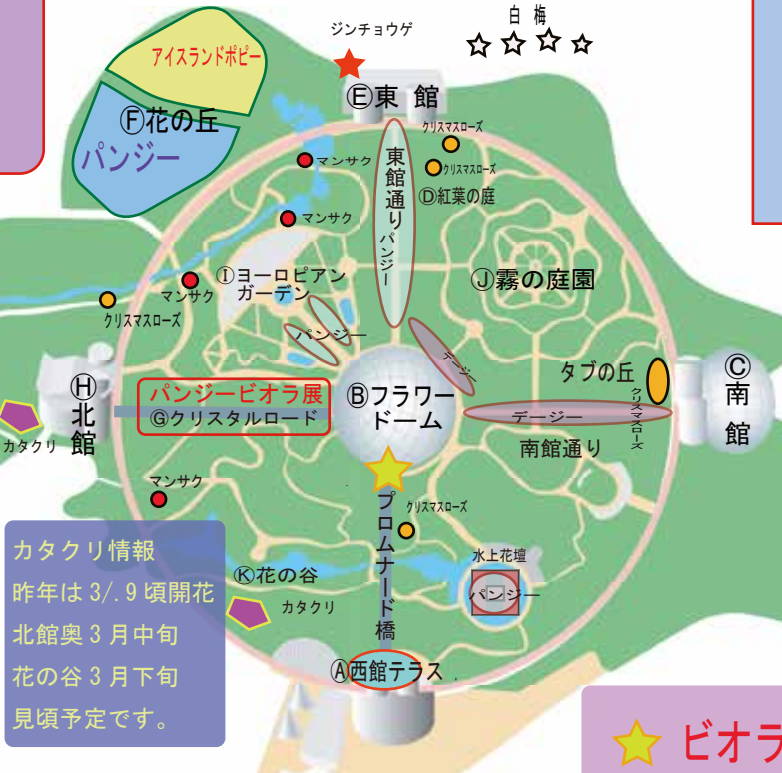 白梅
ジンチョウゲ
アイスランドポピー
Ⓔ東館
Ⓕ花の丘
パンジー
クリスマスローズ
マンサク
東館通り
パンジー
クリスマスローズ
Ⓓ紅葉の庭
マンサク
Ⓘヨーロピアン
ガーデン
Ⓙ霧の庭園
マンサク
クリスマスローズ
パンジー
デージー
タブの丘
Ⓒ南館
Ⓗ北館
パンジービオラ展
Ⓖクリスタルロード
Ⓑフラワー
ドーム
デージー
クリスマスローズ
南館通り
カタクリ
マンサク
プロムナード橋
クリスマスローズ
水上花壇
パンジー
Ⓚ花の谷
カタクリ
カタクリ情報
昨年は 3/.9 頃開花
北館奥 3 月中旬
花の谷 3 月下旬
見頃予定です。
Ⓐ西館テラス
ビオラ